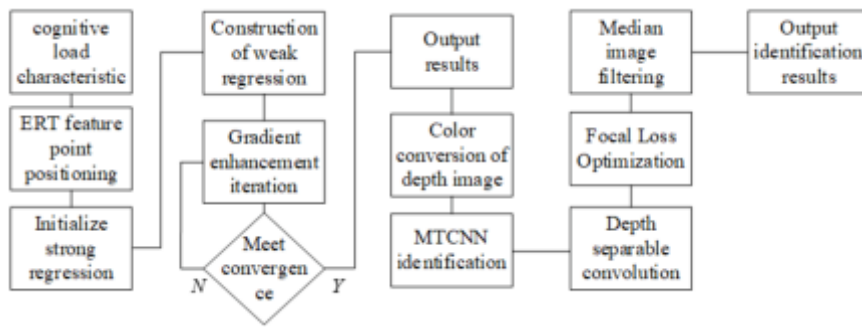 cognitive
load
characteristic
ERT feature
point
positioning
Initialize
strong
regression
Construction
of weak
regression
Gradient
enhancement
iteration
Meet
convergen
ce
N
Y
Output
results
Color
conversion of
depth image
MTCNN
identification
Median
image
filtering
Focal Loss
Optimization
Depth
separable
convolution
Output
identification
results